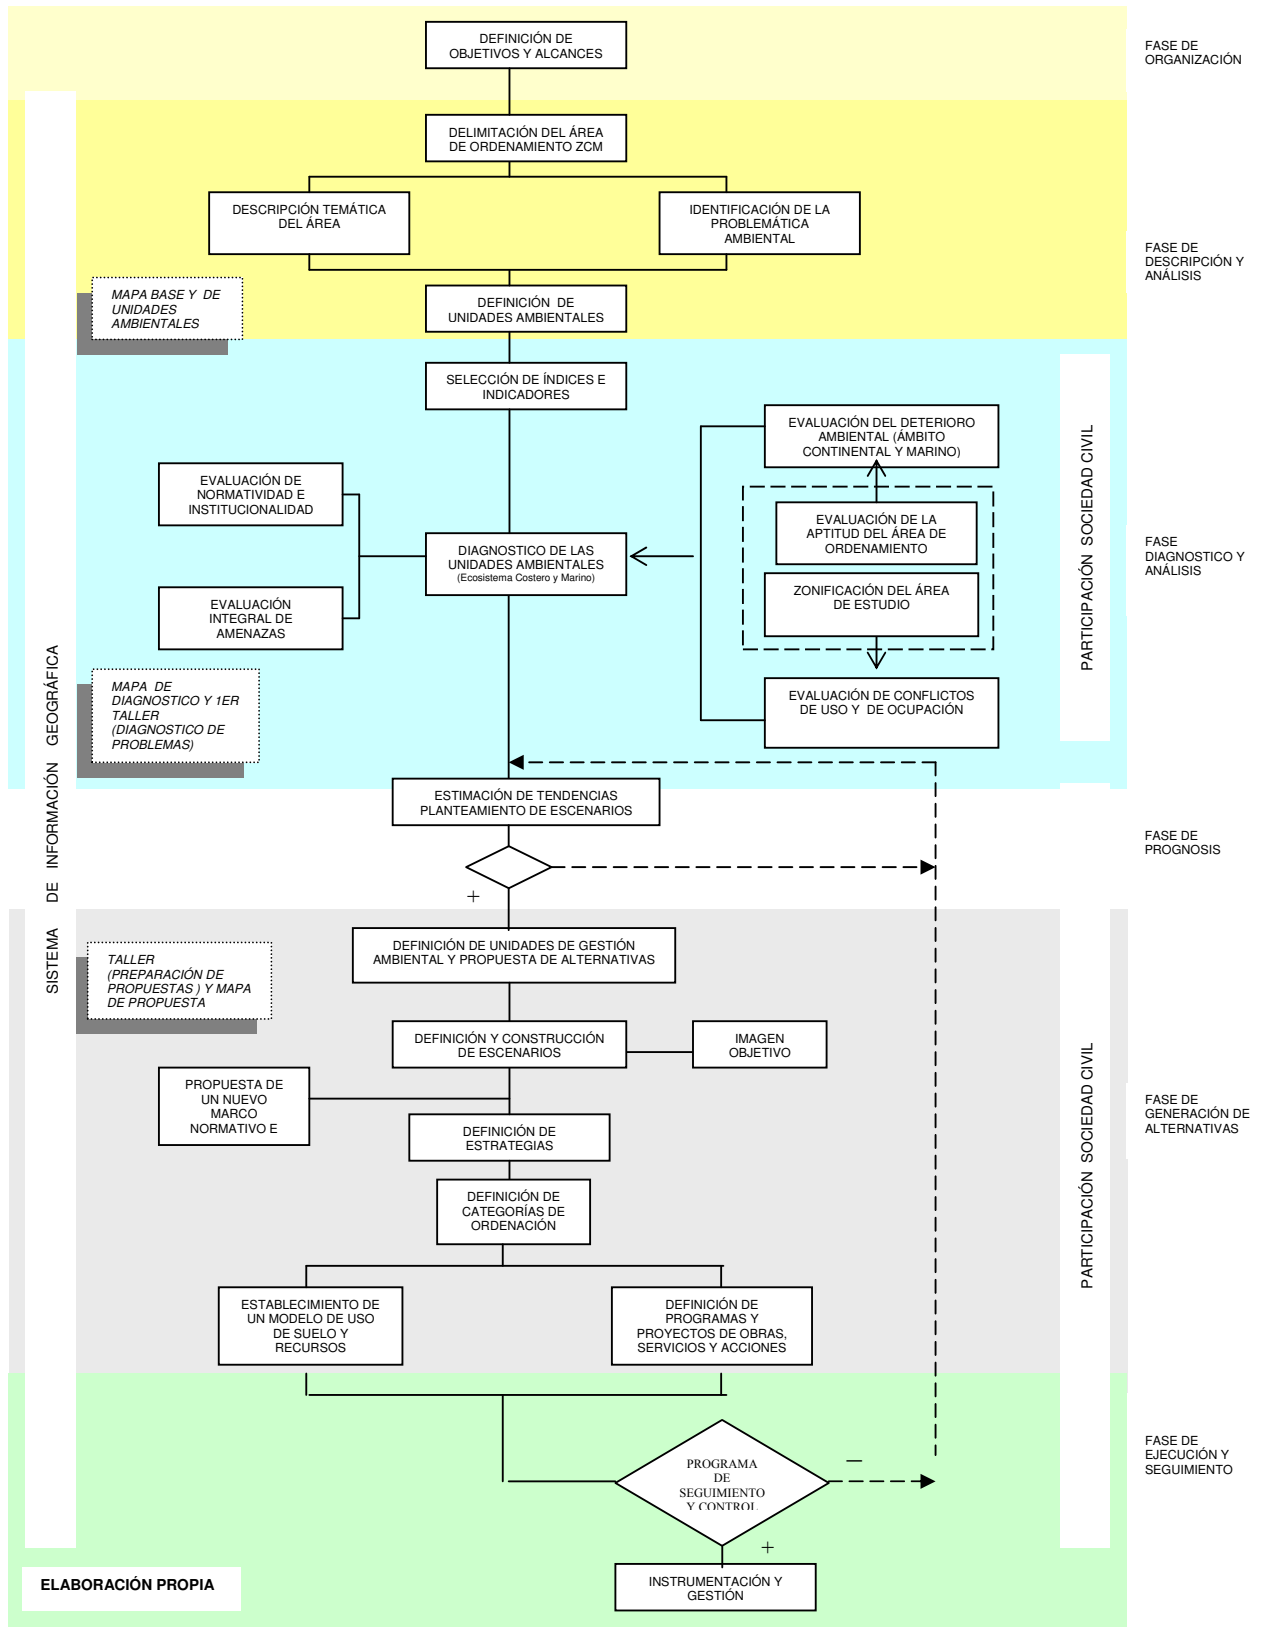 DEFINICIÓN DE
OBJETIVOS Y ALCANCES
FASE DE
ORGANIZACIÓN
DELIMITACIÓN DEL ÁREA
DE ORDENAMIENTO ZCM
DESCRIPCIÓN TEMÁTICA
DEL ÁREA
IDENTIFICACIÓN DE LA
PROBLEMÁTICA
AMBIENTAL
FASE DE
DESCRIPCIÓN Y
ANÁLISIS
MAPA BASE Y DE
UNIDADES
AMBIENTALES
DEFINICIÓN DE
UNIDADES AMBIENTALES
SELECCIÓN DE ÍNDICES E
INDICADORES
EVALUACIÓN DEL DETERIORO
AMBIENTAL (ÁMBITO
CONTINENTAL Y MARINO)
EVALUACIÓN DE
NORMATIVIDAD E
INSTITUCIONALIDAD
EVALUACIÓN DE LA
APTITUD DEL ÁREA DE
ORDENAMIENTO
DIAGNOSTICO DE LAS
UNIDADES AMBIENTALES
(Ecosistema Costero y Marino)
FASE
DIAGNOSTICO Y
ANÁLISIS
PARTICIPACIÓN SOCIEDAD CIVIL
ZONIFICACIÓN DEL ÁREA
DE ESTUDIO
EVALUACIÓN
INTEGRAL DE
AMENAZAS
MAPA DE
DIAGNOSTICO Y 1ER
TALLER
(DIAGNOSTICO DE
PROBLEMAS)
EVALUACIÓN DE CONFLICTOS
DE USO Y DE OCUPACIÓN
SISTEMA DE INFORMACIÓN GEOGRÁFICA
ESTIMACIÓN DE TENDENCIAS
PLANTEAMIENTO DE ESCENARIOS
FASE DE
PROGNOSIS
+
DEFINICIÓN DE UNIDADES DE GESTIÓN
AMBIENTAL Y PROPUESTA DE ALTERNATIVAS
TALLER
(PREPARACIÓN DE
PROPUESTAS ) Y MAPA
DE PROPUESTA
DEFINICIÓN Y CONSTRUCCIÓN
DE ESCENARIOS
IMAGEN
OBJETIVO
PROPUESTA DE
UN NUEVO
MARCO
NORMATIVO E
DEFINICIÓN DE
ESTRATEGIAS
FASE DE
GENERACIÓN DE
ALTERNATIVAS
PARTICIPACIÓN SOCIEDAD CIVIL
DEFINICIÓN DE
CATEGORÍAS DE
ORDENACIÓN
ESTABLECIMIENTO DE
UN MODELO DE USO
DE SUELO Y
RECURSOS
DEFINICIÓN DE
PROGRAMAS Y
PROYECTOS DE OBRAS,
SERVICIOS Y ACCIONES
FASE DE
EJECUCIÓN Y
SEGUIMIENTO
PROGRAMA
DE
SEGUIMIENTO
Y CONTROL
–
+
INSTRUMENTACIÓN Y
GESTIÓN
ELABORACIÓN PROPIA